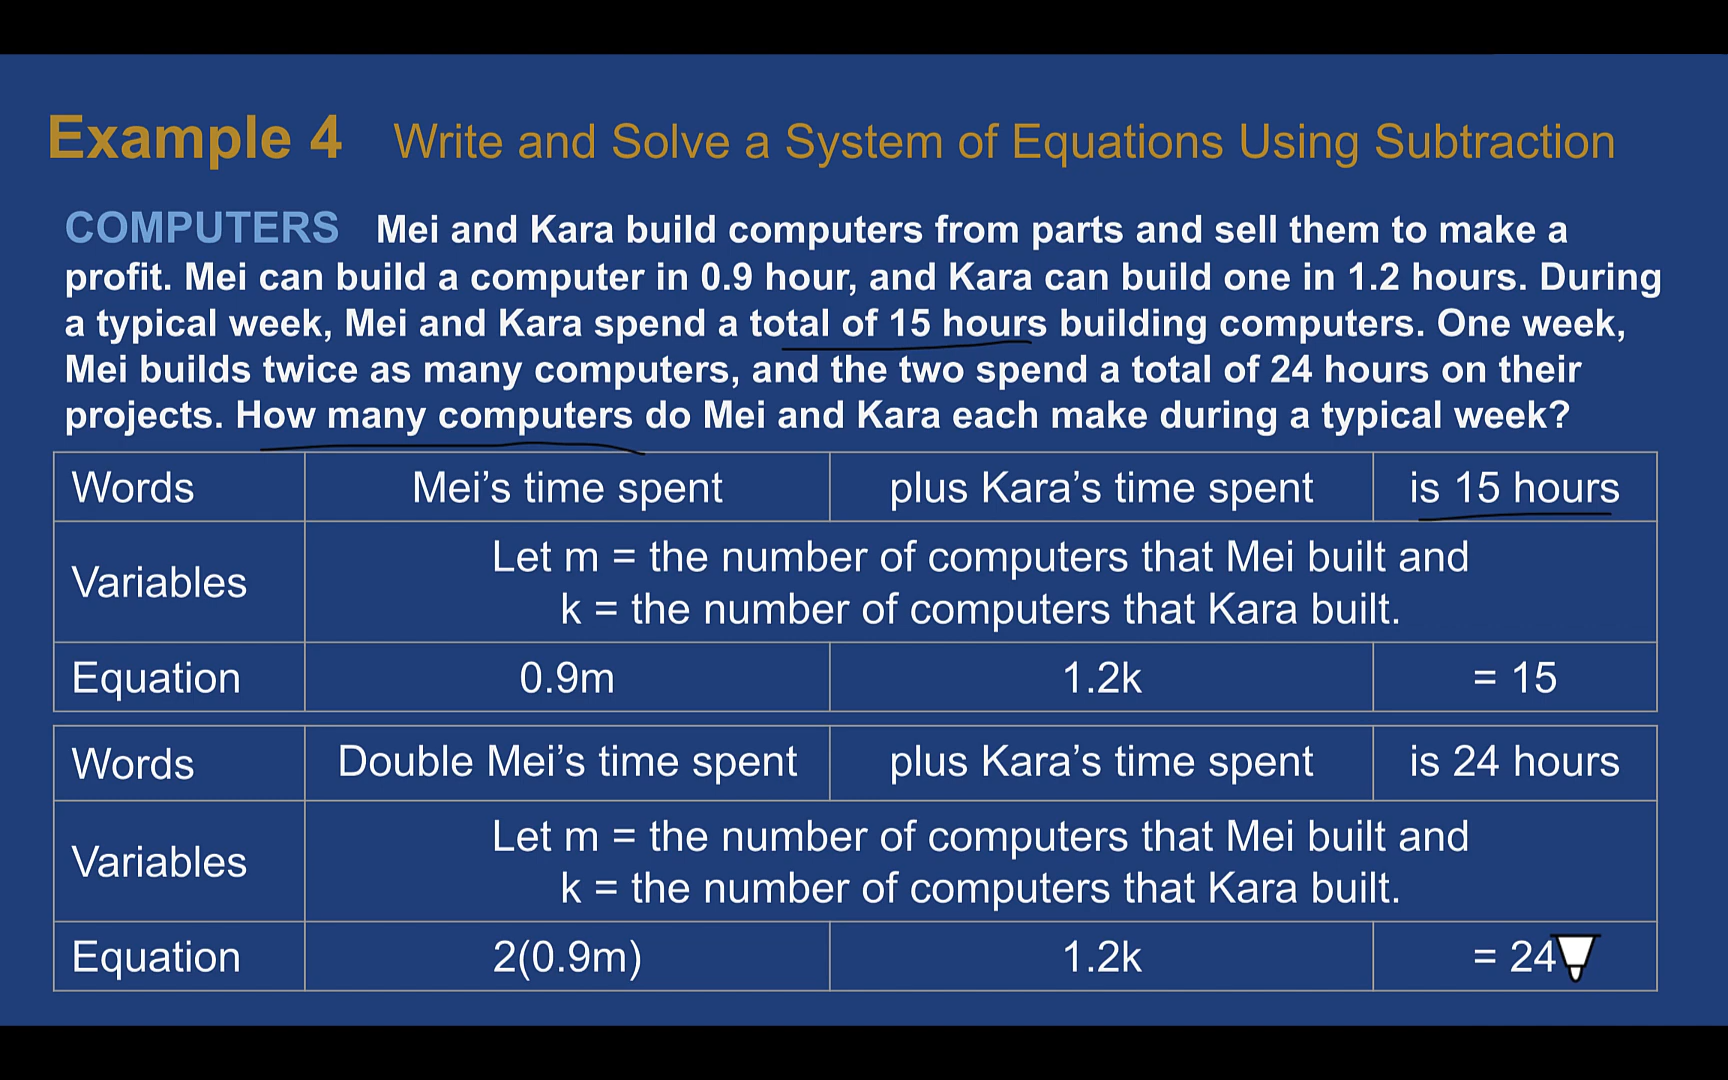 Example 4 Write and Solve a System of Equations Using Subtraction
COMPUTERS Mei and Kara build computers from parts and sell them to make a
profit. Mei can build a computer in 0.9 hour, and Kara can build one in 1.2 hours. During
a typical week, Mei and Kara spend a total of 15 hours building computers. One week,
Mei builds twice as many computers, and the two spend a total of 24 hours on their
projects. How many computers do Mei and Kara each make during a typical week?
Words Mei’s time spent plus Kara’s time spent is 15 hours
Variables Let m = the number of computers that Mei built and
k = the number of computers that Kara built.
Equation 0.9m 1.2k = 15
Words Double Mei’s time spent plus Kara’s time spent is 24 hours
Variables Let m = the number of computers that Mei built and
k = the number of computers that Kara built.
Equation 2(0.9m) 1.2k = 24